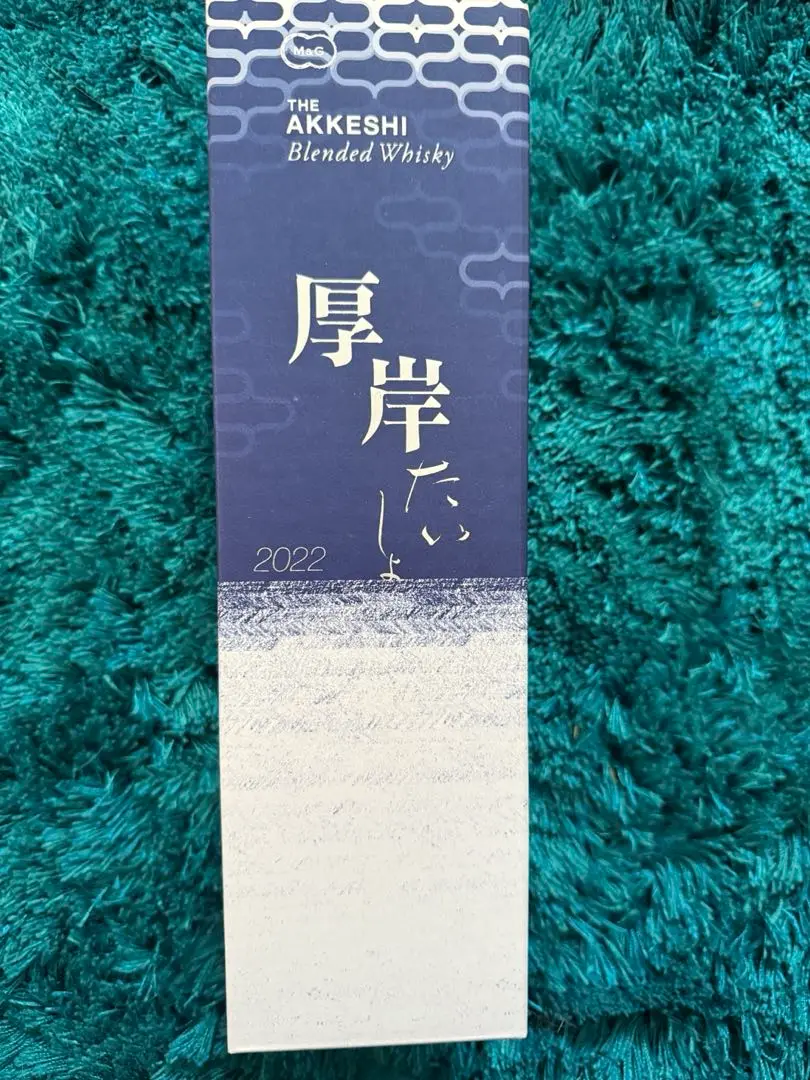 M&G
THE
AKKESHI
Blended Whisky
厚岸
たい
しょ
2022